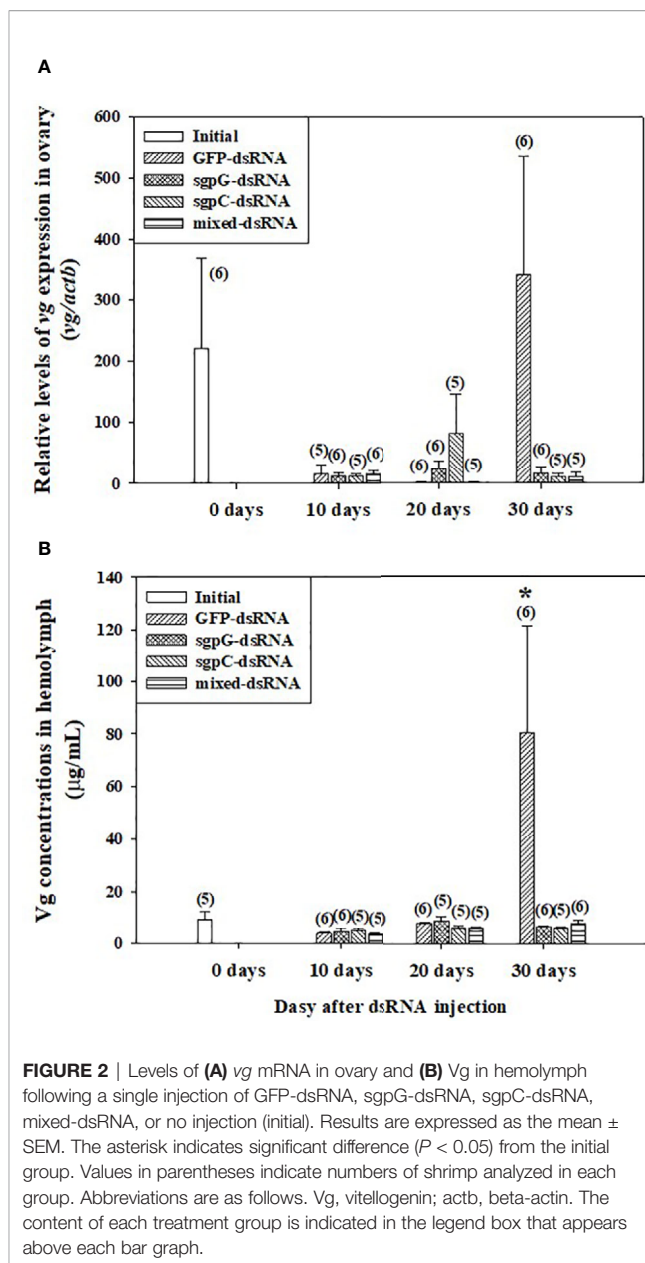 A
Relative levels of vg expression in ovary
(vg/actb)
600
500
400
300
200
100
0
Initial
GFP-dsRNA
sgpG-dsRNA
sgpC-dsRNA
mixed-dsRNA
(6)
(5) (6) (5) (6)
(6) (6) (5) (5)
(6) (6) (5) (5)
0 days 10 days 20 days 30 days
B
Vg concentrations in hemolymph
(µg/mL)
140
120
100
80
60
40
20
0
Initial
GFP-dsRNA
sgpG-dsRNA
sgpC-dsRNA
mixed-dsRNA
*
(5)
(6) (6) (5) (5)
(6) (5) (5) (5)
(6) (6) (5) (6)
0 days 10 days 20 days 30 days
Dasy after dsRNA injection
FIGURE 2 | Levels of (A) vg mRNA in ovary and (B) Vg in hemolymph
following a single injection of GFP-dsRNA, sgpG-dsRNA, sgpC-dsRNA,
mixed-dsRNA, or no injection (initial). Results are expressed as the mean ±
SEM. The asterisk indicates significant difference (P < 0.05) from the initial
group. Values in parentheses indicate numbers of shrimp analyzed in each
group. Abbreviations are as follows. Vg, vitellogenin; actb, beta-actin. The
content of each treatment group is indicated in the legend box that appears
above each bar graph.